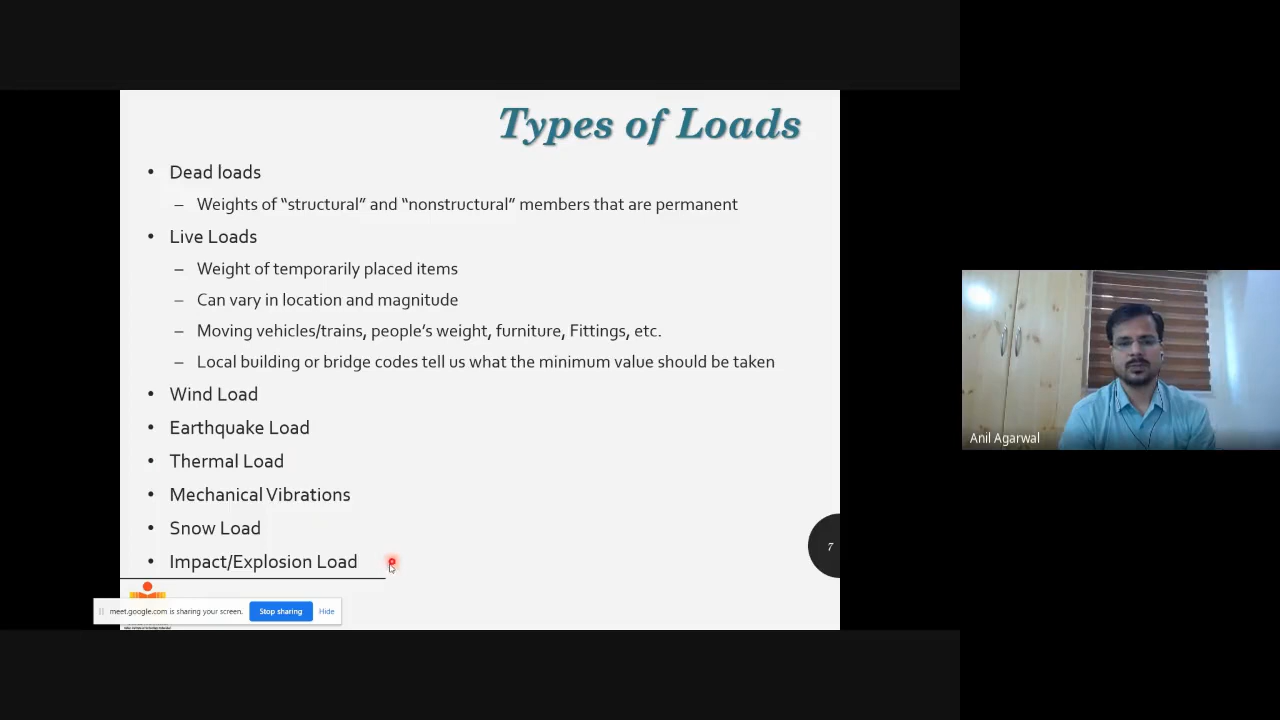 Types of Loads
• Dead loads
– Weights of “structural” and “nonstructural” members that are permanent
• Live Loads
– Weight of temporarily placed items
– Can vary in location and magnitude
– Moving vehicles/trains, people’s weight, furniture, Fittings, etc.
– Local building or bridge codes tell us what the minimum value should be taken
• Wind Load
• Earthquake Load
• Thermal Load
• Mechanical Vibrations
• Snow Load
• Impact/Explosion Load
7
meet.google.com is sharing your screen. Stop sharing Hide
Anil Agarwal